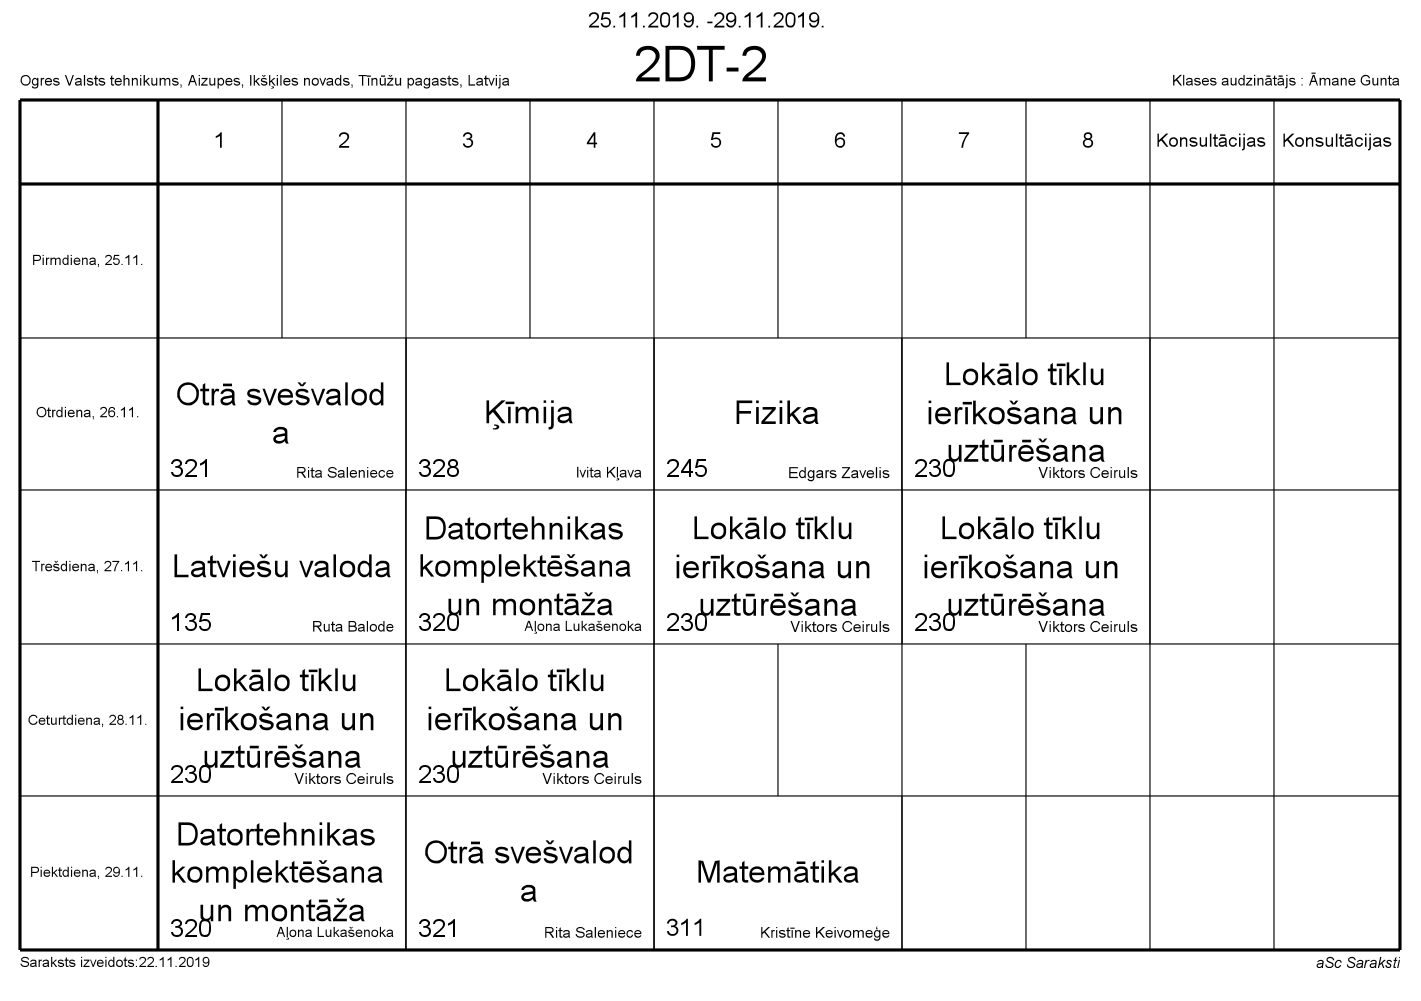 25.11.2019. -29.11.2019.
2DT-2
Ogres Valsts tehnikums, Aizupes, Ikšķiles novads, Tīnūžu pagasts, Latvija
Klases audzinātājs : Āmane Gunta
1 2 3 4 5 6 7 8 Konsultācijas Konsultācijas
Pirmdiena, 25.11.
Otrdiena, 26.11.
Otrā svešvalod
a
321 Rita Saleniece
Ķīmija
328 Ivita Kļava
Fizika
245 Edgars Zavelis
Lokālo tīklu
ierīkošana un
uztūrēšana
230 Viktors Ceiruls
Trešdiena, 27.11.
Latviešu valoda
135 Ruta Balode
Datortehnikas
komplektēšana
un montāža
320 Aļona Lukašenoka
Lokālo tīklu
ierīkošana un
uztūrēšana
230 Viktors Ceiruls
Lokālo tīklu
ierīkošana un
uztūrēšana
230 Viktors Ceiruls
Ceturtdiena, 28.11.
Lokālo tīklu
ierīkošana un
uztūrēšana
230 Viktors Ceiruls
Lokālo tīklu
ierīkošana un
uztūrēšana
230 Viktors Ceiruls
Piektdiena, 29.11.
Datortehnikas
komplektēšana
un montāža
320 Aļona Lukašenoka
Otrā svešvalod
a
321 Rita Saleniece
Matemātika
311 Kristīne Keivomeģe
Saraksts izveidots:22.11.2019
aSc Saraksti